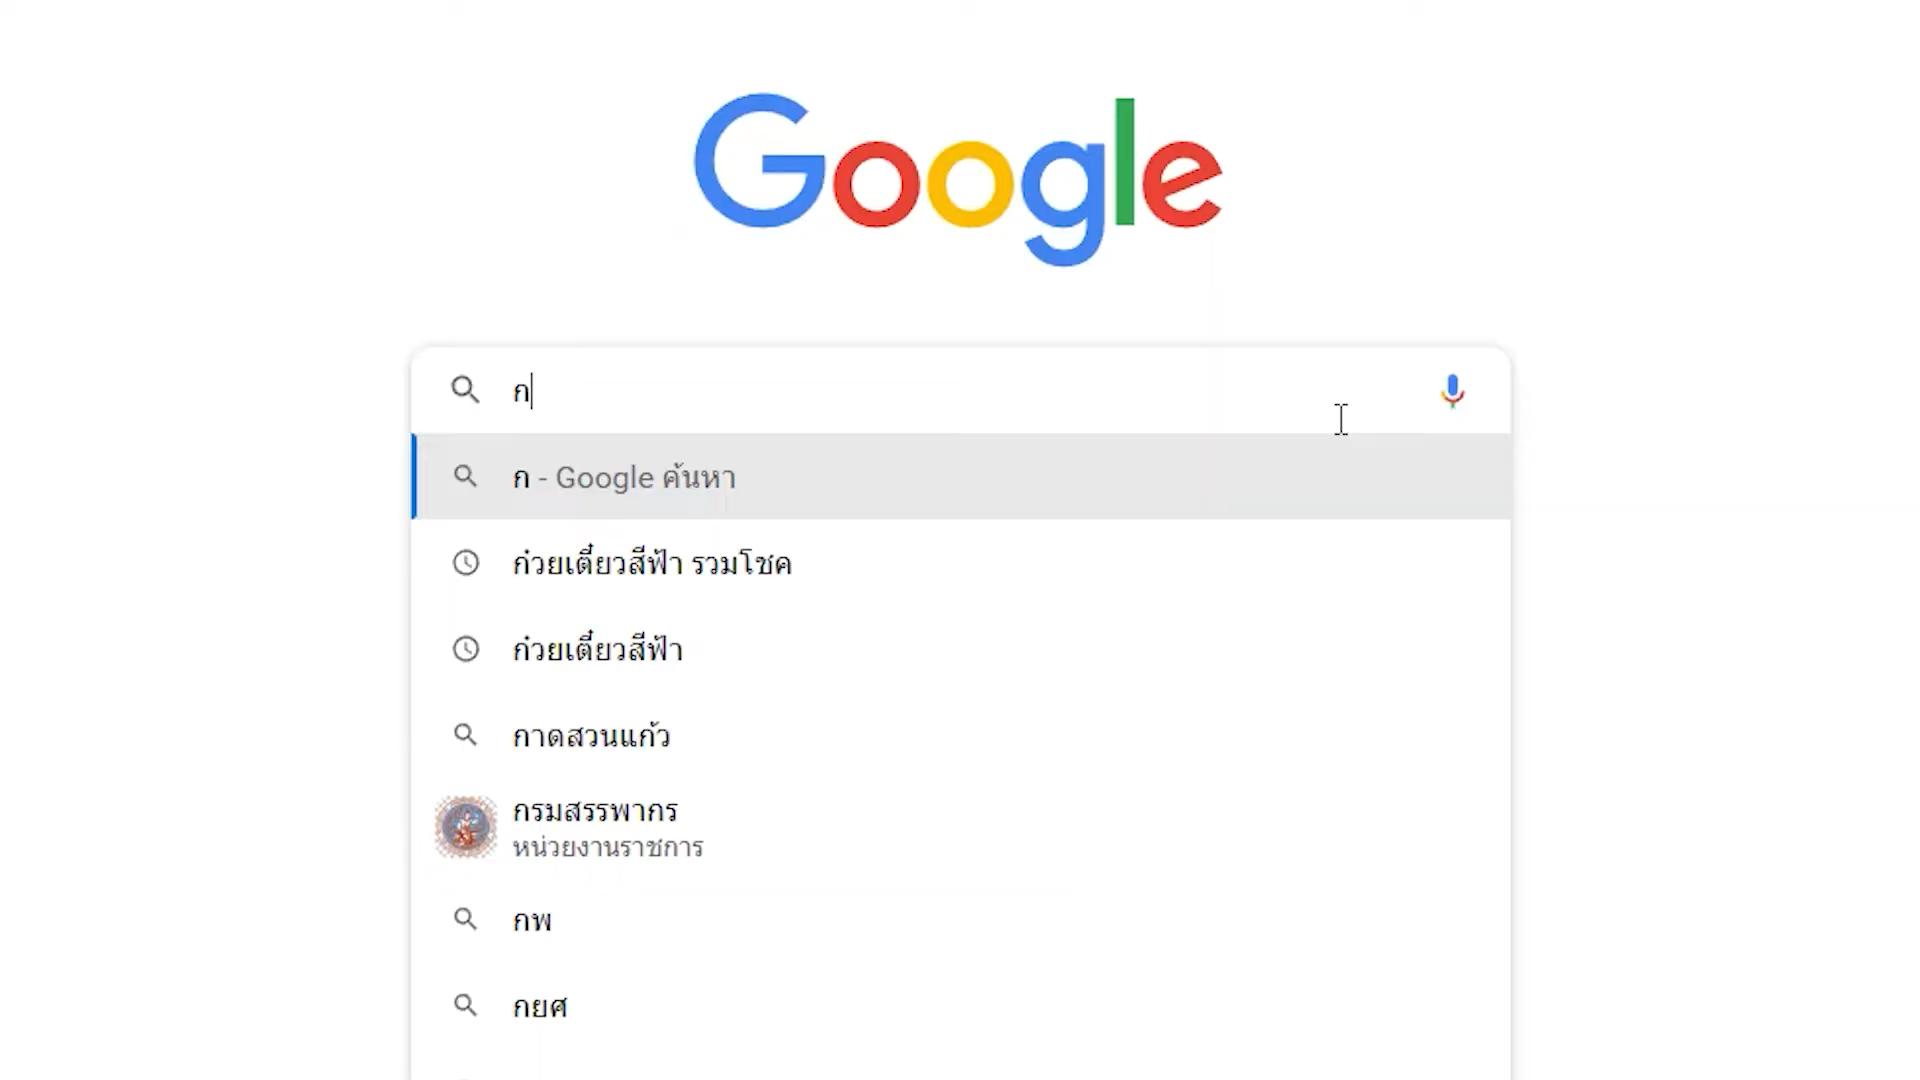 Google
ก
ก - Google ค้นหา
ก๋วยเตี๋ยวสีฟ้า รวมโชค
ก๋วยเตี๋ยวสีฟ้า
กาดสวนแก้ว
กรมสรรพากร
หน่วยงานราชการ
กพ
กยศ